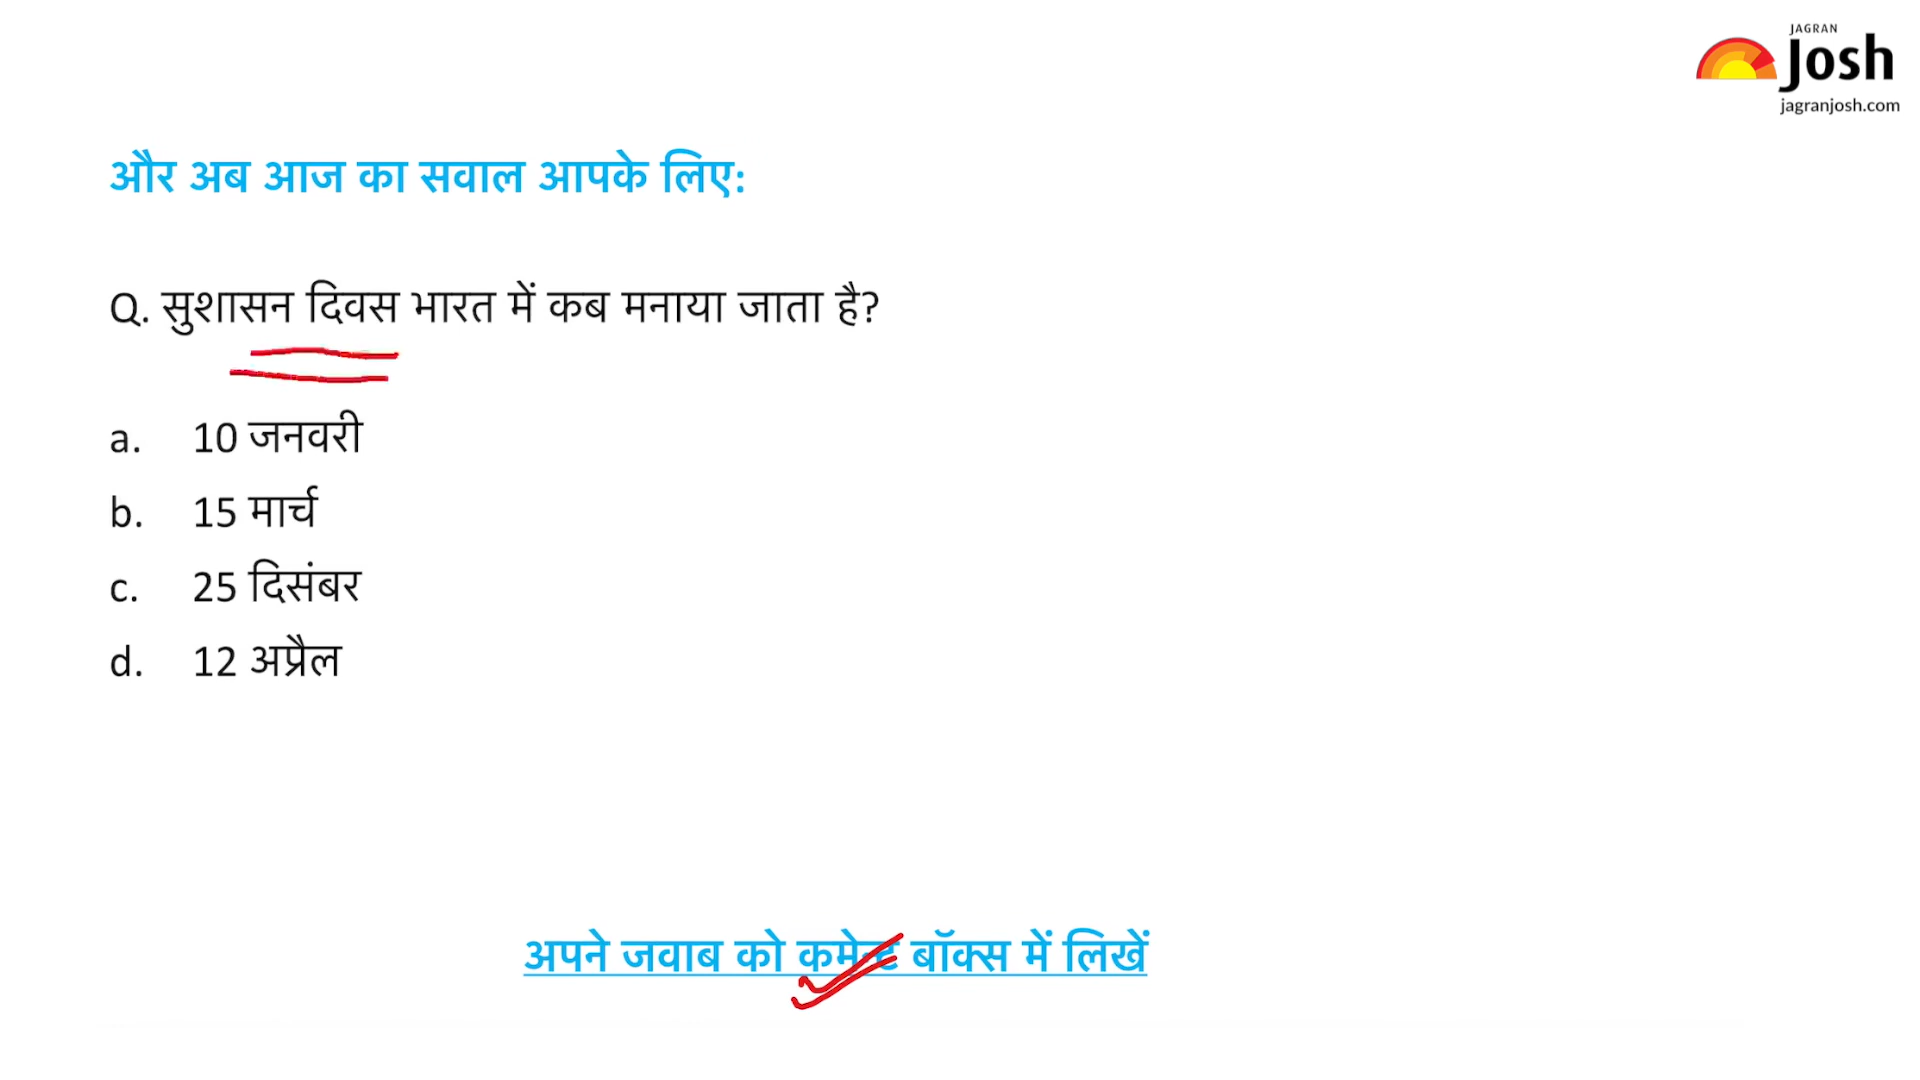 JAGRAN
Josh
jagranjosh.com
और अब आज का सवाल आपके लिए:
Q. सुशासन दिवस भारत में कब मनाया जाता है?
a. 10 जनवरी
b. 15 मार्च
c. 25 दिसंबर
d. 12 अप्रैल
अपने जवाब को कमेन्ट बॉक्स में लिखें